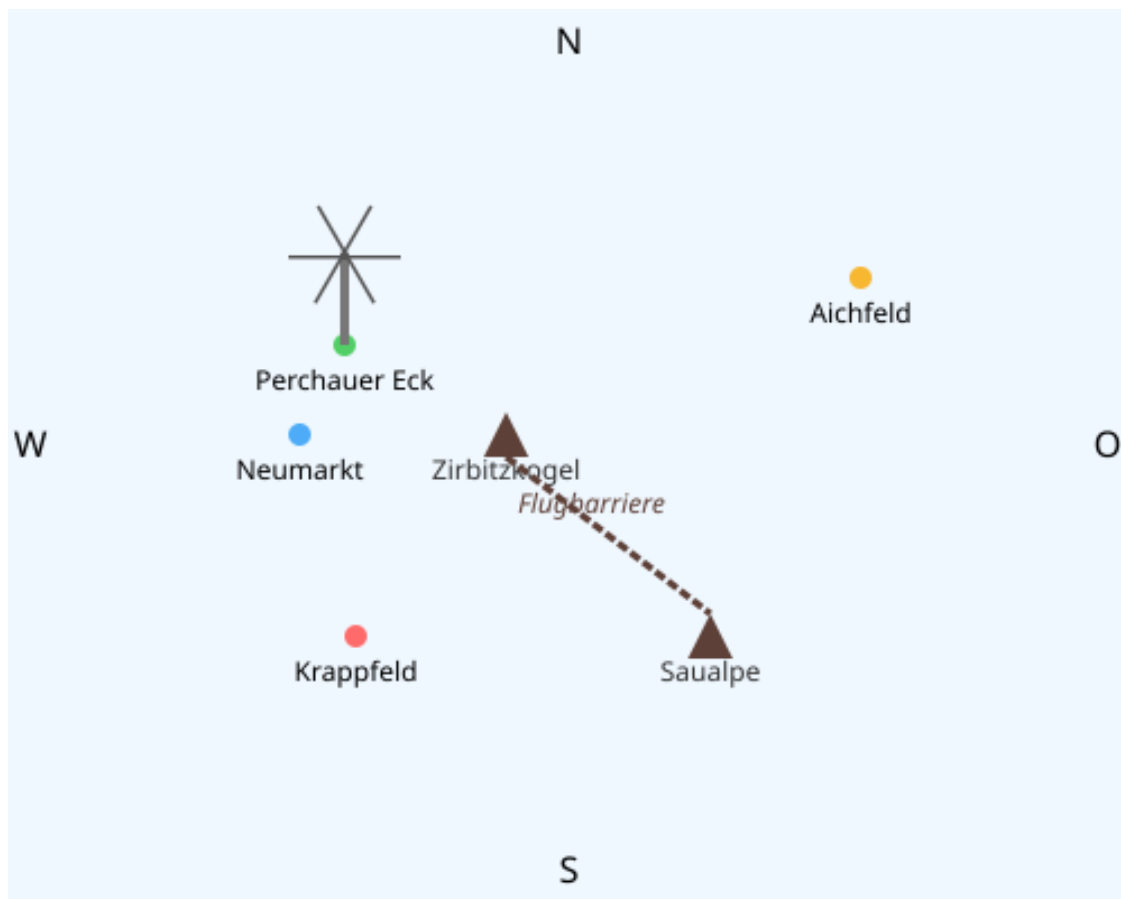 N
Aichfeld
Perchauer Eck
W
O
Neumarkt
Zirbitzkogel
Flugbarriere
Krappfeld
Saualpe
S